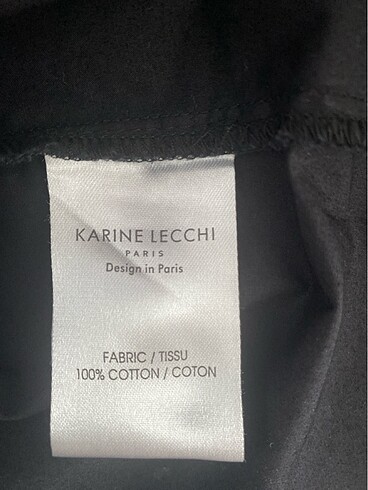 KARINE LECCHI
PARIS
Design in Paris
FABRIC / TISSU
100% COTTON / COTON